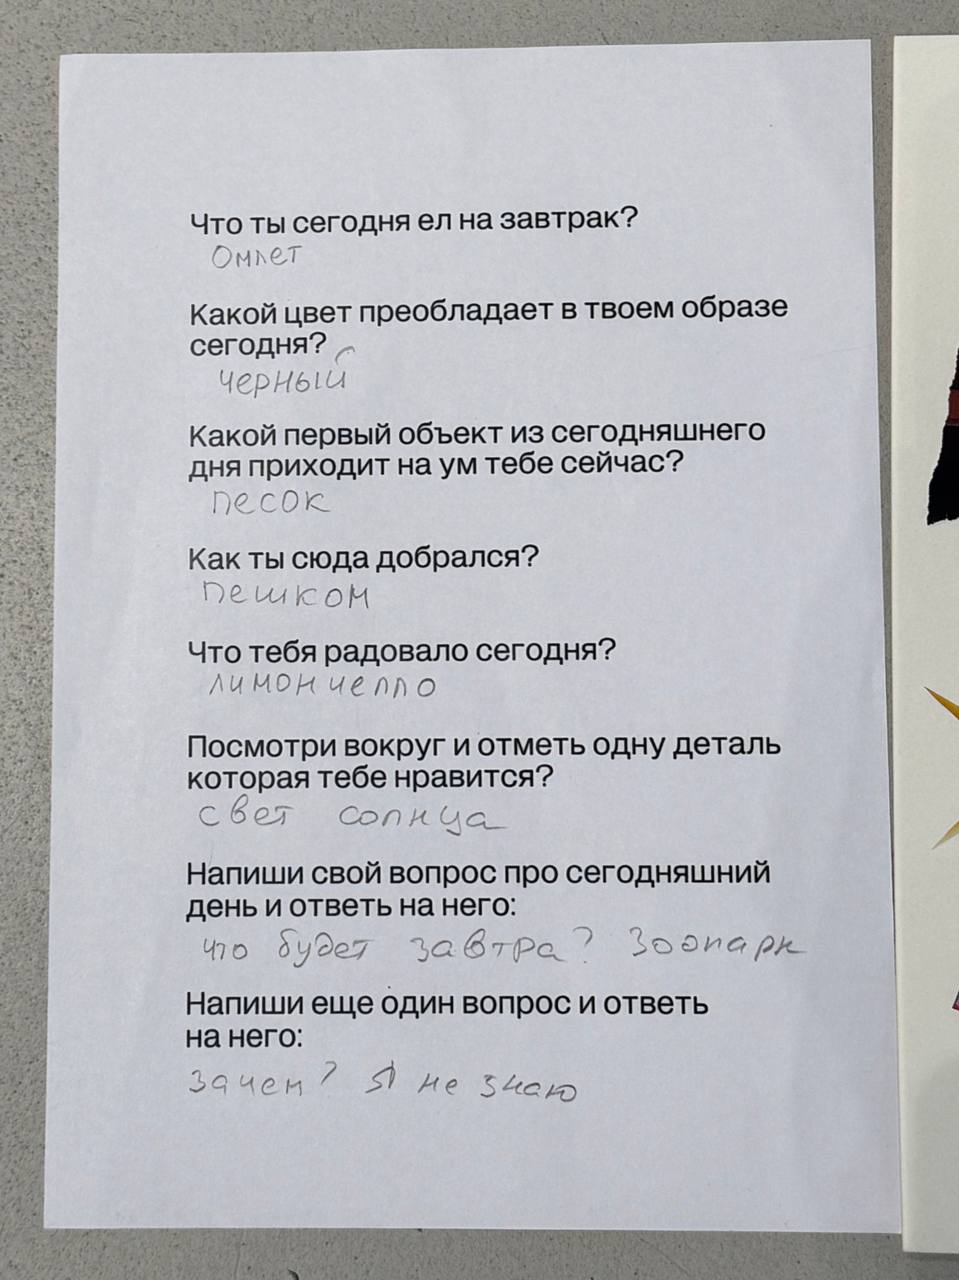 Что ты сегодня ел на завтрак?
Омлет
Какой цвет преобладает в твоем образе
сегодня?
черный
Какой первый объект из сегодняшнего
дня приходит на ум тебе сейчас?
песок
Как ты сюда добрался?
пешком
Что тебя радовало сегодня?
лимончелло
Посмотри вокруг и отметь одну деталь
которая тебе нравится?
свет солнца
Напиши свой вопрос про сегодняшний
день и ответь на него:
что будет завтра? Зоопарк
Напиши еще один вопрос и ответь
на него:
зачем? Я не знаю